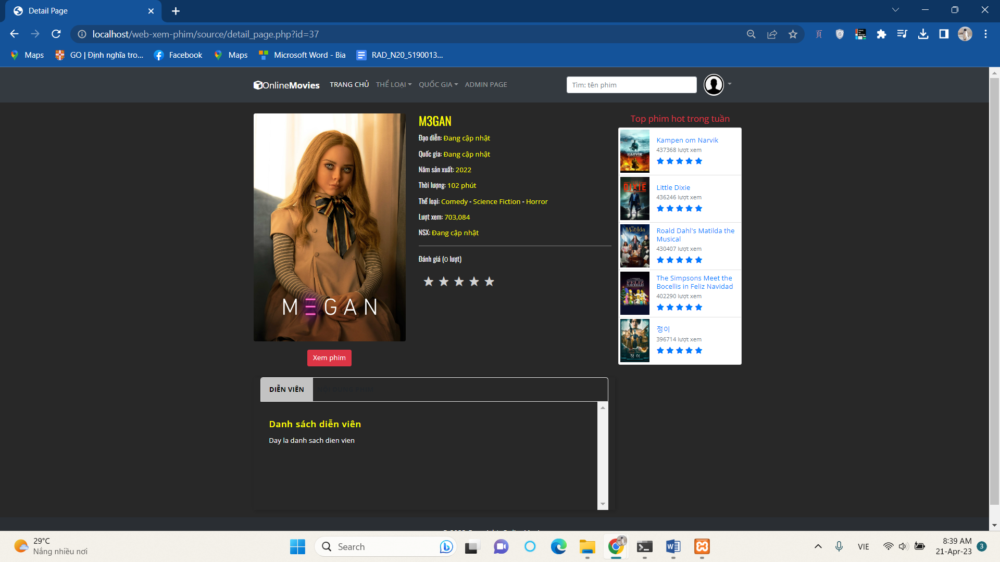 Detail Page
localhost/web-xem-phim/source/detail_page.php?id=37
Maps
GO | Định nghĩa tro...
Facebook
Maps
Microsoft Word - Bia
RAD_N20_5190013...
OnlineMovies
TRANG CHỦ
THỂ LOẠI
QUỐC GIA
ADMIN PAGE
Tìm: tên phim
M3GAN
Đạo diễn: Đang cập nhật
Quốc gia: Đang cập nhật
Năm sản xuất: 2022
Thời lượng: 102 phút
Thể loại: Comedy - Science Fiction - Horror
Lượt xem: 703,084
NSX: Đang cập nhật
Đánh giá (0 lượt)
MƎGAN
Xem phim
Top phim hot trong tuần
Kampen om Narvik
437368 lượt xem
NARVIK
Little Dixie
436246 lượt xem
DIXIE
Roald Dahl's Matilda the
Musical
430407 lượt xem
Matilda
The Simpsons Meet the
Bocellis in Feliz Navidad
402290 lượt xem
FELIZ
NAVIDAD
정이
396714 lượt xem
정이
DIỄN VIÊN
NỘI DUNG PHIM
Danh sách diễn viên
Day la danh sach dien vien
29°C
Nắng nhiều nơi
Search
VIE
8:39 AM
21-Apr-23
3